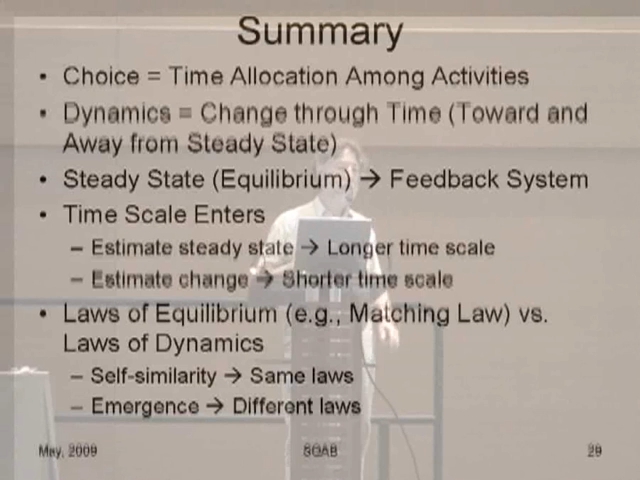 Summary
• Choice = Time Allocation Among Activities
• Dynamics = Change through Time (Toward and
Away from Steady State)
• Steady State (Equilibrium) → Feedback System
• Time Scale Enters
– Estimate steady state → Longer time scale
– Estimate change → Shorter time scale
• Laws of Equilibrium (e.g., Matching Law) vs.
Laws of Dynamics
– Self-similarity → Same laws
– Emergence → Different laws
May, 2009 SQAB 29